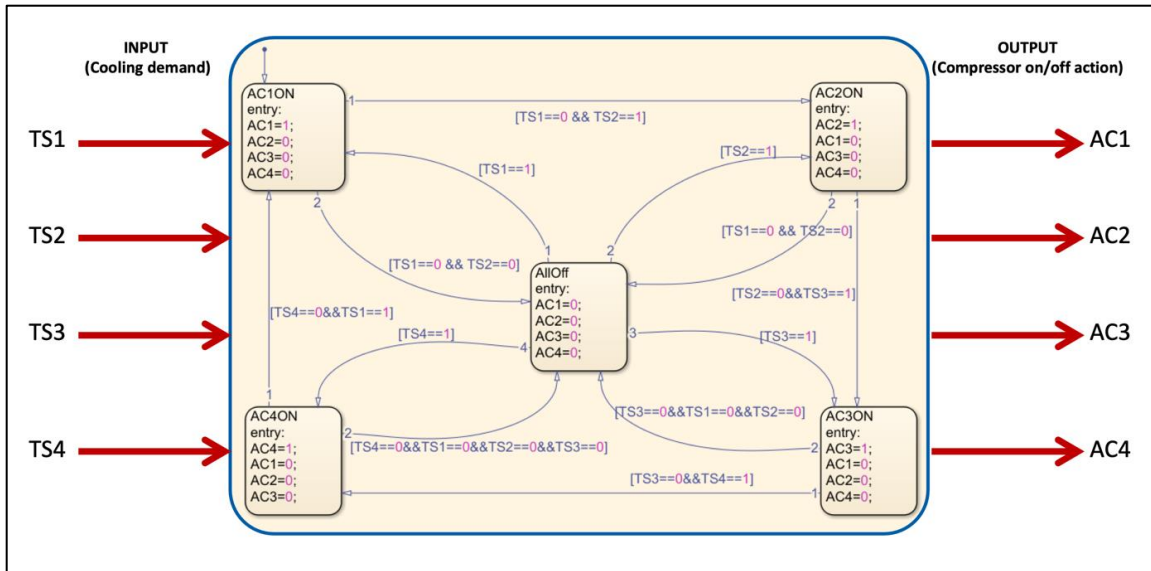 INPUT
(Cooling demand)
OUTPUT
(Compressor on/off action)
TS1
TS2
TS3
TS4
AC1
AC2
AC3
AC4
AC1ON
entry:
AC1=1;
AC2=0;
AC3=0;
AC4=0;
1
[TS1==0 && TS2==1]
AC2ON
entry:
AC2=1;
AC1=0;
AC3=0;
AC4=0;
[TS1==1]
[TS2==1]
2
2
1
[TS1==0 && TS2==0]
[TS1==0 && TS2==0]
1
2
AllOff
entry:
AC1=0;
AC2=0;
AC3=0;
AC4=0;
[TS2==0&&TS3==1]
[TS4==0&&TS1==1]
[TS4==1]
4
3
[TS3==1]
1
AC4ON
entry:
AC4=1;
AC1=0;
AC2=0;
AC3=0;
2
[TS4==0&&TS1==0&&TS2==0&&TS3==0]
[TS3==0&&TS1==0&&TS2==0]
2
AC3ON
entry:
AC3=1;
AC1=0;
AC2=0;
AC4=0;
[TS3==0&&TS4==1]
1